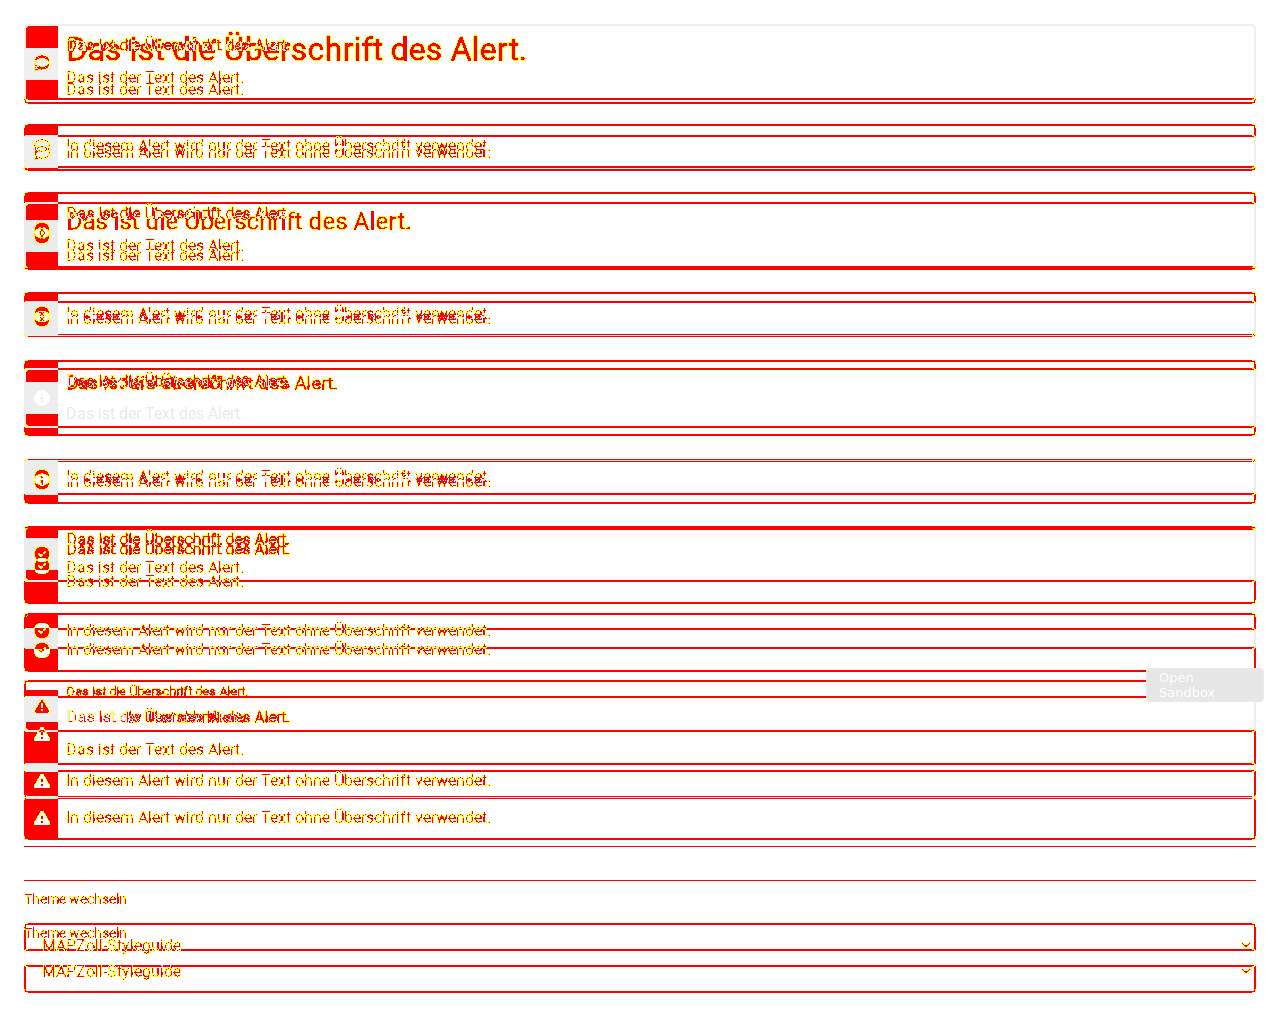 Das ist die Überschrift des Alert.
Das ist die Überschrift des Alert.
Das ist der Text des Alert.
Das ist der Text des Alert.
In diesem Alert wird nur der Text ohne Überschrift verwendet.
In diesem Alert wird nur der Text ohne Überschrift verwendet.
Das ist die Überschrift des Alert.
Das ist die Überschrift des Alert.
Das ist der Text des Alert.
Das ist der Text des Alert.
In diesem Alert wird nur der Text ohne Überschrift verwendet.
In diesem Alert wird nur der Text ohne Überschrift verwendet.
Das ist die Überschrift des Alert.
Das ist die Überschrift des Alert.
Das ist der Text des Alert.
In diesem Alert wird nur der Text ohne Überschrift verwendet.
In diesem Alert wird nur der Text ohne Überschrift verwendet.
Das ist die Überschrift des Alert.
Das ist die Überschrift des Alert.
Das ist der Text des Alert.
Das ist der Text des Alert.
In diesem Alert wird nur der Text ohne Überschrift verwendet.
In diesem Alert wird nur der Text ohne Überschrift verwendet.
Open
Sandbox
Das ist die Überschrift des Alert.
Das ist die Überschrift des Alert.
Das ist der Text des Alert.
In diesem Alert wird nur der Text ohne Überschrift verwendet.
In diesem Alert wird nur der Text ohne Überschrift verwendet.
Theme wechseln
Theme wechseln
MAPZoll-Styleguide
MAPZoll-Styleguide